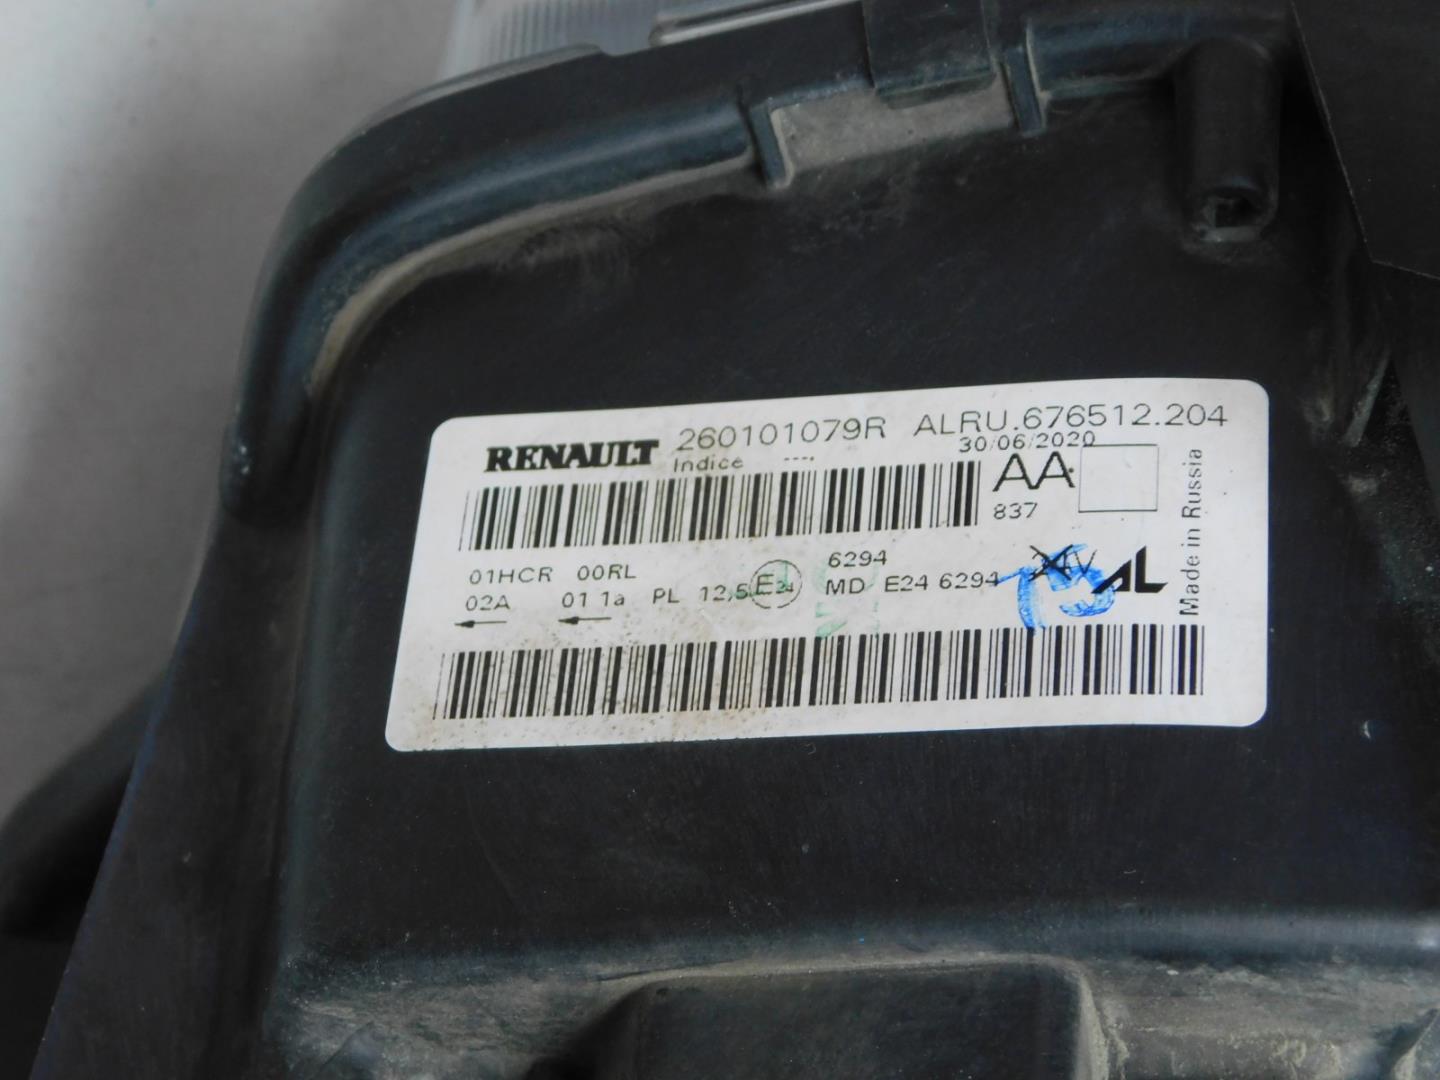 RENAULT 260101079R ALRU.676512.204
Indice ---. 30/06/2020
AA
837
01HCR 00RL 6294
02A 01 1a PL 12,5 E24 MD E24 6294 24V AL
Made in Russia